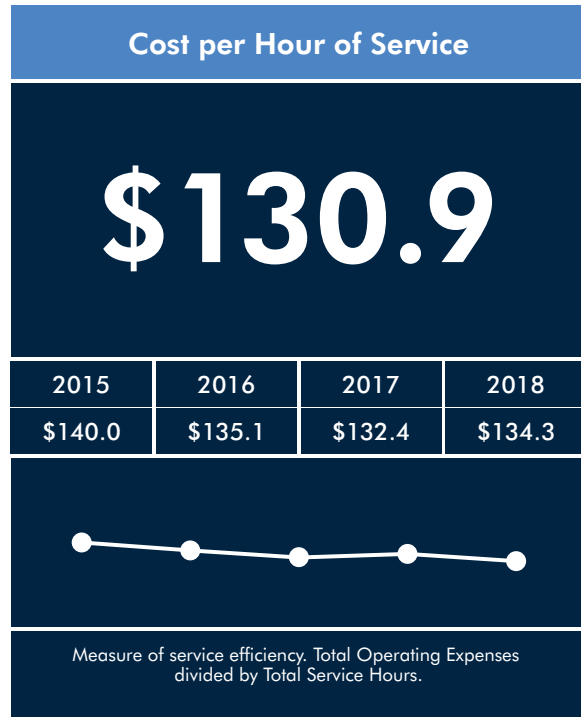 Cost per Hour of Service
$130.9
2015 2016 2017 2018
$140.0 $135.1 $132.4 $134.3
Measure of service efficiency. Total Operating Expenses
divided by Total Service Hours.